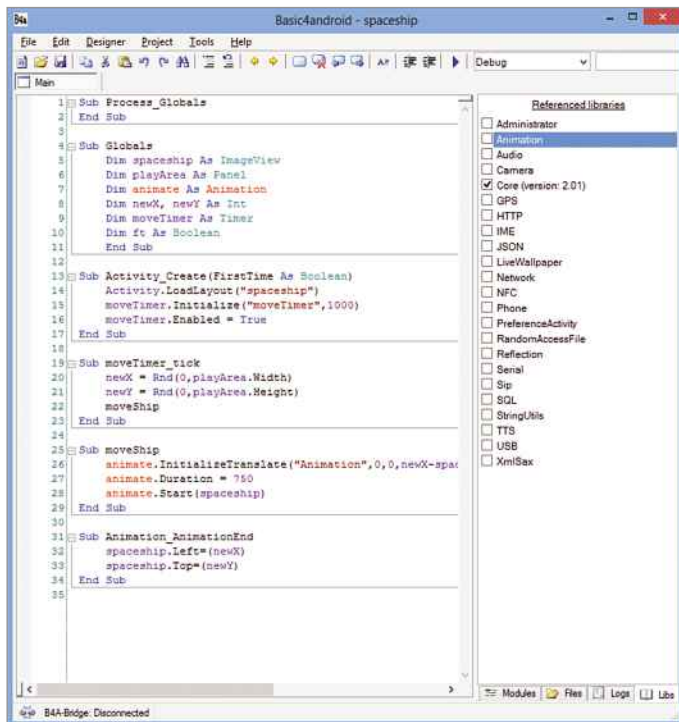 B4a
Basic4android - spaceship
File Edit Designer Project Tools Help
Debug
Main
1 Sub Process_Globals
2 End Sub
3
4 Sub Globals
5 Dim spaceship As ImageView
6 Dim playArea As Panel
7 Dim animate As Animation
8 Dim newX, newY As Int
9 Dim moveTimer As Timer
10 Dim ft As Boolean
11 End Sub
12
13 Sub Activity_Create(FirstTime As Boolean)
14 Activity.LoadLayout("spaceship")
15 moveTimer.Initialize("moveTimer",1000)
16 moveTimer.Enabled = True
17 End Sub
18
19 Sub moveTimer_tick
20 newX = Rnd(0,playArea.Width)
21 newY = Rnd(0,playArea.Height)
22 moveShip
23 End Sub
24
25 Sub moveShip
26 animate.InitializeTranslate("Animation",0,0,newX-spac
27 animate.Duration = 750
28 animate.Start(spaceship)
29 End Sub
30
31 Sub Animation_AnimationEnd
32 spaceship.Left=(newX)
33 spaceship.Top=(newY)
34 End Sub
35
Referenced libraries
Administrator
Animation
Audio
Camera
Core (version: 2.01)
GPS
HTTP
IME
JSON
LiveWallpaper
Network
NFC
Phone
PreferenceActivity
RandomAccessFile
Reflection
Serial
Sip
SQL
StringUtils
TTS
USB
XmlSax
Modules Files Logs Libs
B4A-Bridge: Disconnected